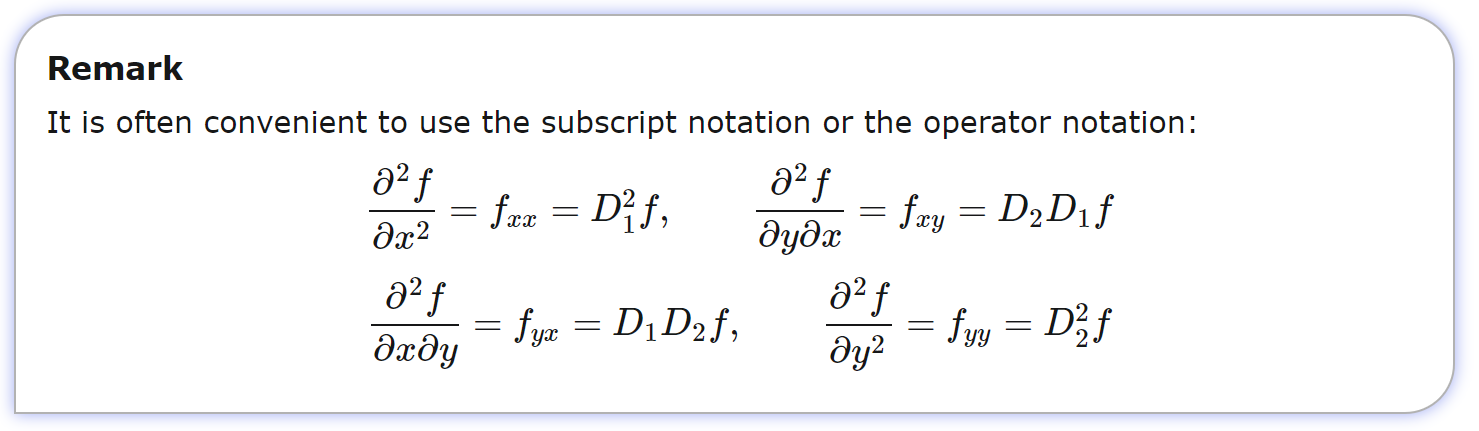 Remark
It is often convenient to use the subscript notation or the operator notation:
$\frac{\partial^2 f}{\partial x^2} = f_{xx} = D_1^2 f, \qquad \frac{\partial^2 f}{\partial y \partial x} = f_{xy} = D_2 D_1 f$
$\frac{\partial^2 f}{\partial x \partial y} = f_{yx} = D_1 D_2 f, \qquad \frac{\partial^2 f}{\partial y^2} = f_{yy} = D_2^2 f$